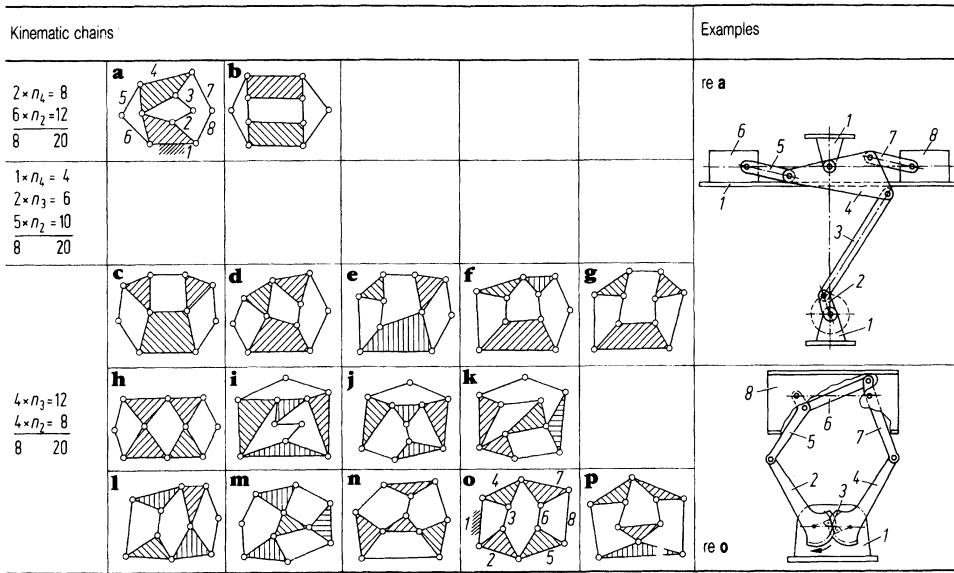 Kinematic chains
Examples
2 × n₄ = 8
6 × n₂ = 12
8 20
a
4
5
3
7
2
6
8
1
b
re a
1
6
5
7
8
1
4
3
2
1
1 × n₄ = 4
2 × n₃ = 6
5 × n₂ = 10
8 20
c
d
e
f
g
4 × n₃ = 12
4 × n₂ = 8
8 20
h
i
j
k
l
m
n
o
4
7
1
3
6
8
2
5
p
8
6
5
7
2
3
4
1
re o